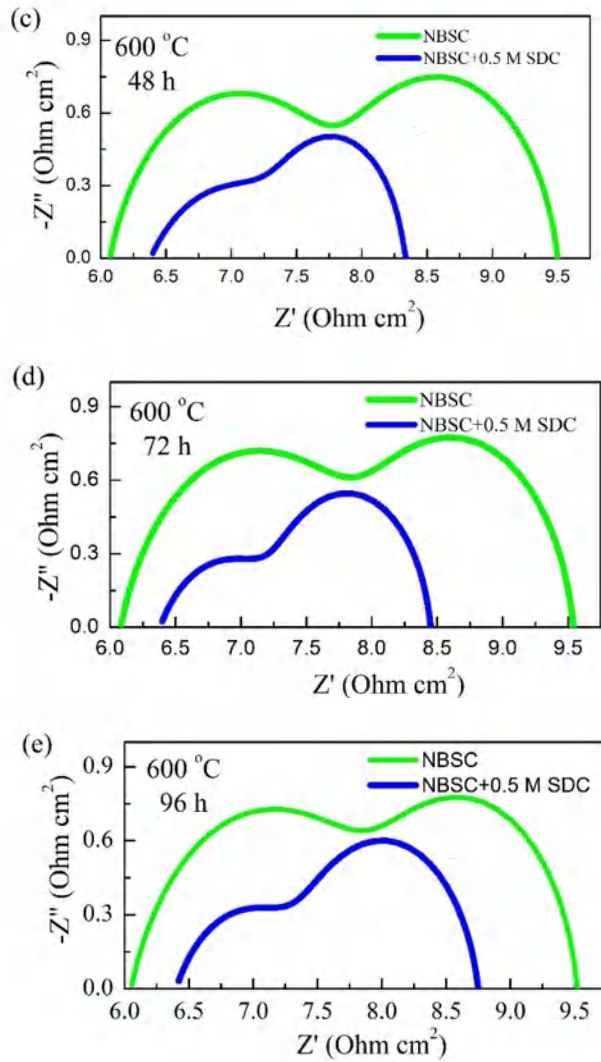 (c)
600 °C
48 h
NBSC
NBSC+0.5 M SDC
0.9
0.6
0.3
0.0
-Z" (Ohm cm²)
6.0 6.5 7.0 7.5 8.0 8.5 9.0 9.5
Z' (Ohm cm²)
(d)
600 °C
72 h
NBSC
NBSC+0.5 M SDC
0.9
0.6
0.3
0.0
-Z" (Ohm cm²)
6.0 6.5 7.0 7.5 8.0 8.5 9.0 9.5
Z' (Ohm cm²)
(e)
600 °C
96 h
NBSC
NBSC+0.5 M SDC
0.9
0.6
0.3
0.0
-Z" (Ohm cm²)
6.0 6.5 7.0 7.5 8.0 8.5 9.0 9.5
Z' (Ohm cm²)